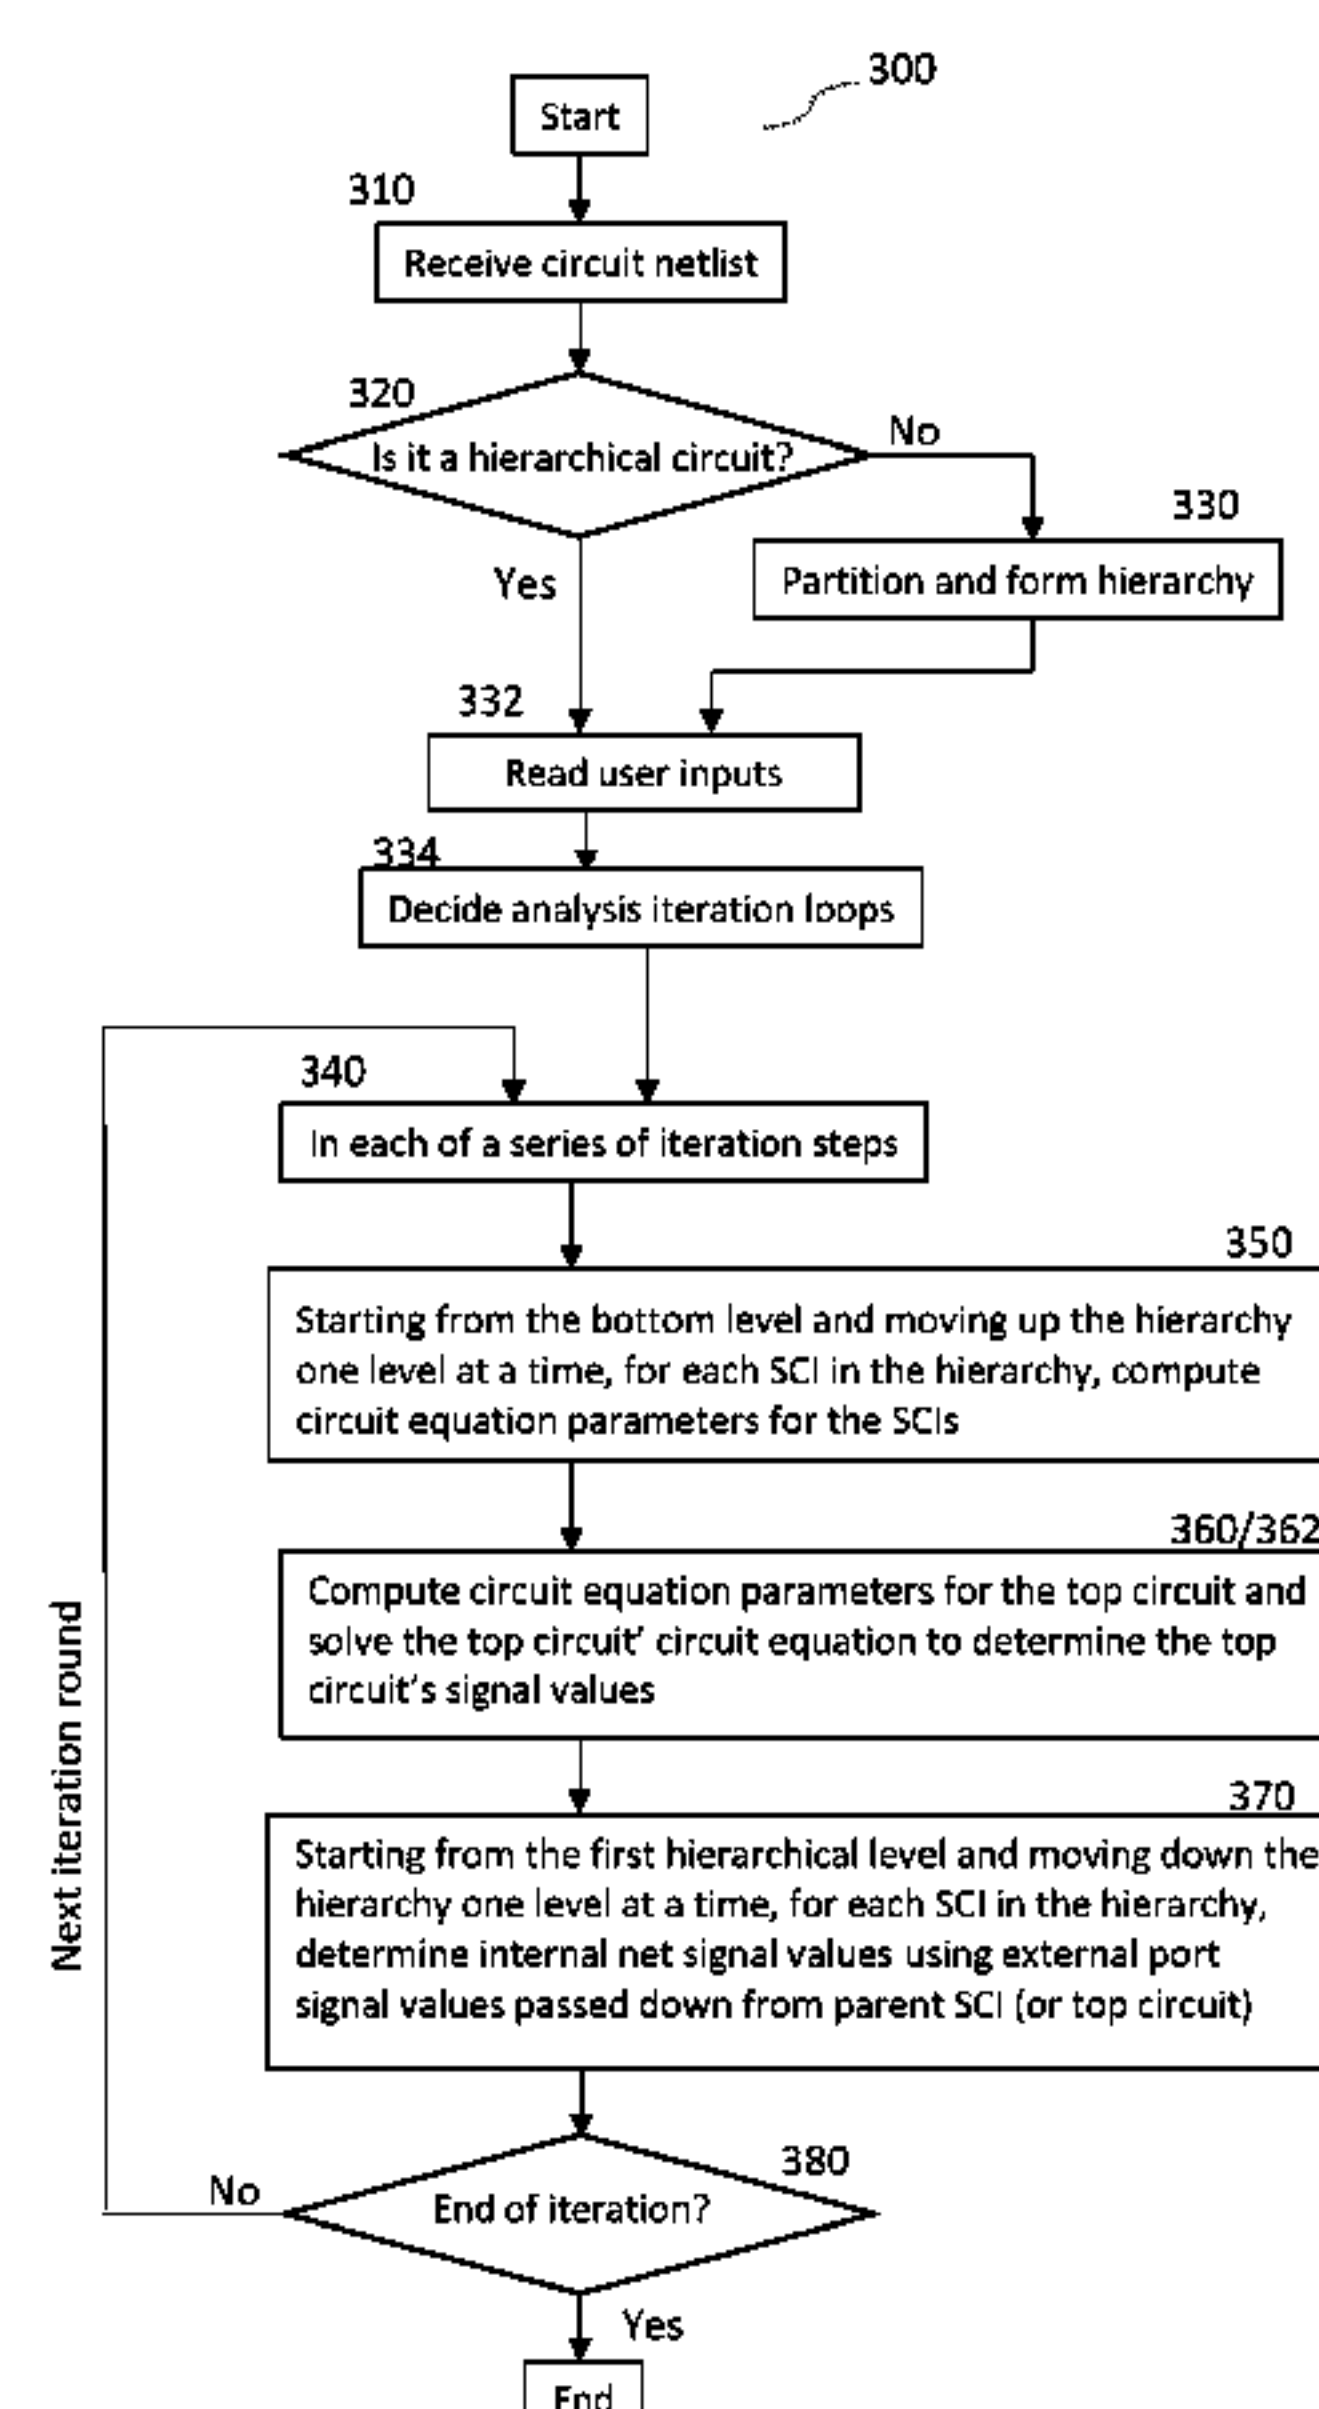 300
Start
310
Receive circuit netlist
320
Is it a hierarchical circuit?
No
330
Partition and form hierarchy
Yes
332
Read user inputs
334
Decide analysis iteration loops
340
In each of a series of iteration steps
350
Starting from the bottom level and moving up the hierarchy
one level at a time, for each SCI in the hierarchy, compute
circuit equation parameters for the SCIs
360/362
Compute circuit equation parameters for the top circuit and
solve the top circuit' circuit equation to determine the top
circuit's signal values
370
Starting from the first hierarchical level and moving down the
hierarchy one level at a time, for each SCI in the hierarchy,
determine internal net signal values using external port
signal values passed down from parent SCI (or top circuit)
Next iteration round
380
No
End of iteration?
Yes
End